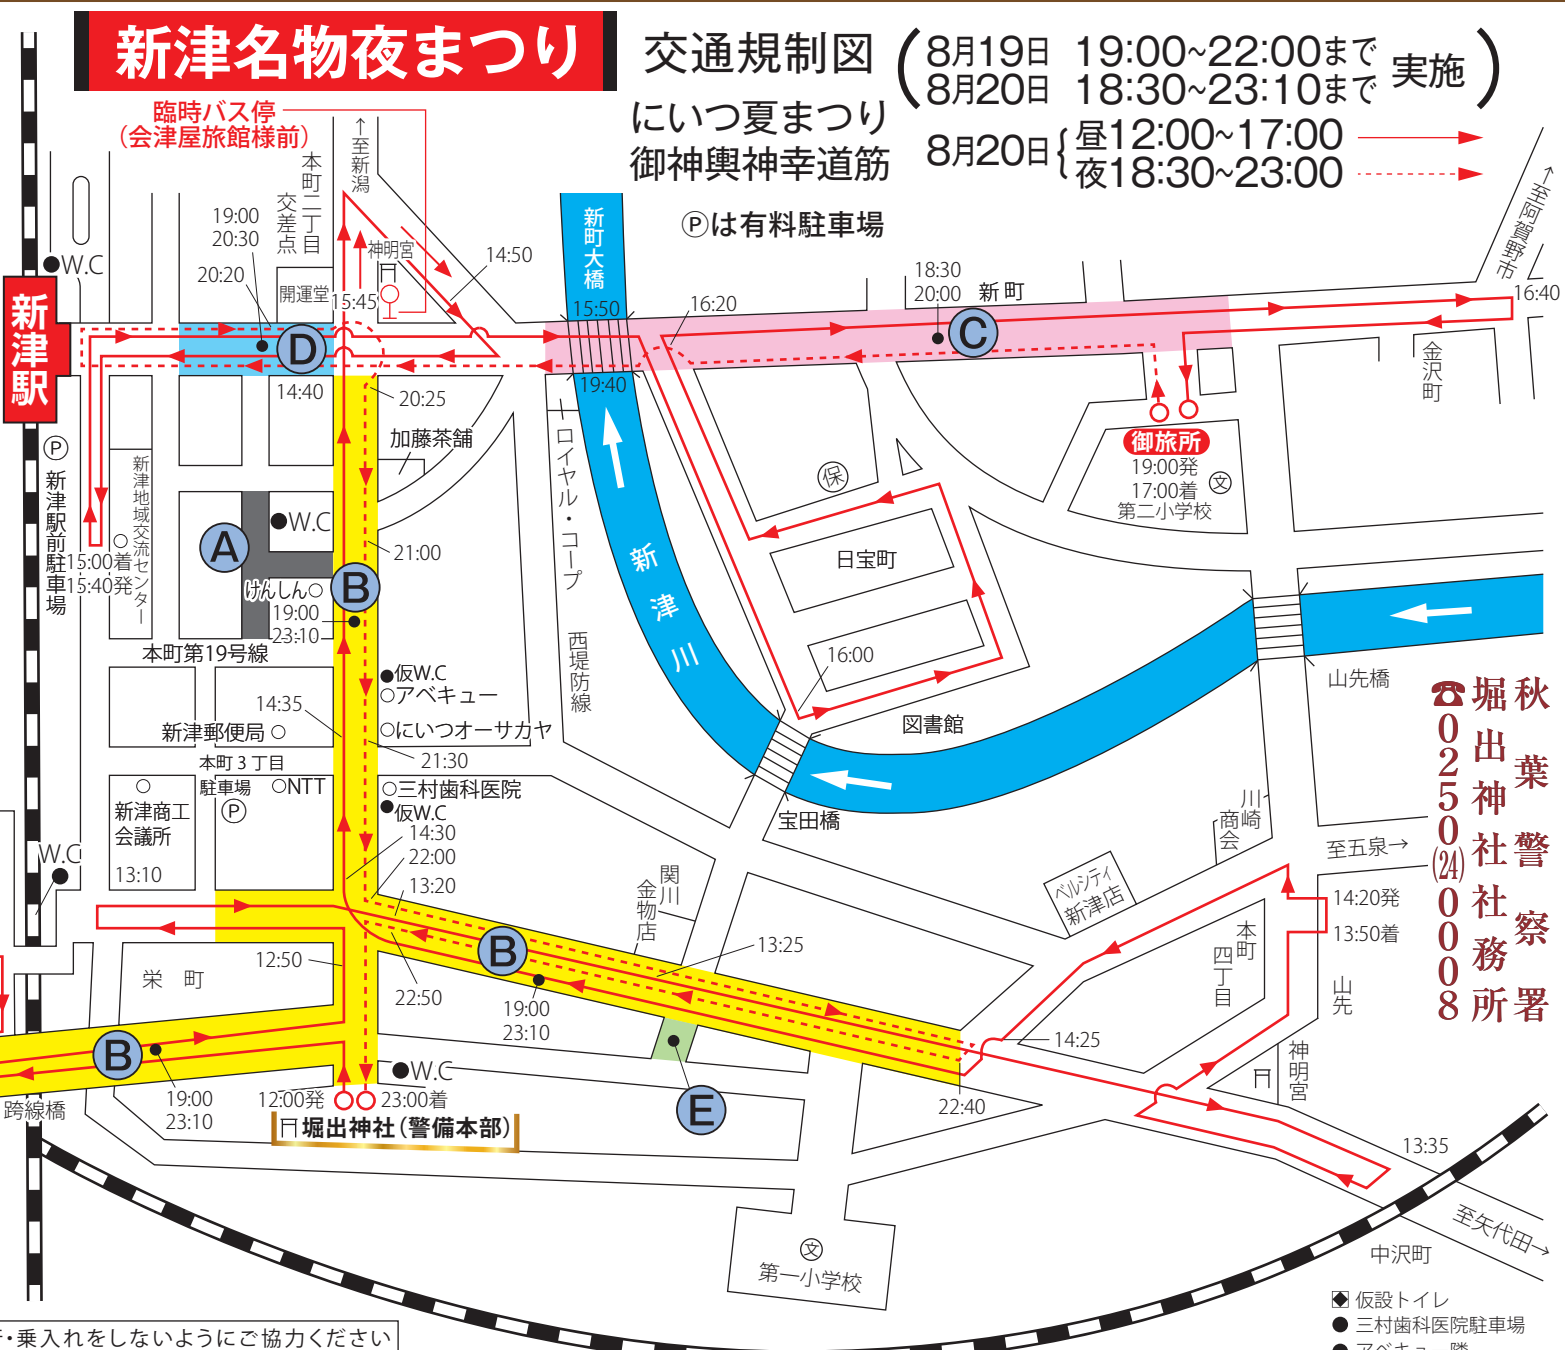 新津名物夜まつり
交通規制図
8月19日 19:00~22:00まで
8月20日 18:30~23:10まで
実施
にいつ夏まつり
御神輿神幸道筋
8月20日
昼12:00~17:00
夜18:30~23:00
Ⓟは有料駐車場
臨時バス停
(会津屋旅館様前)
↑至新潟
本町二丁目
交差点
19:00
20:30
20:20
開運堂
15:45
神明宮
14:50
新町大橋
15:50
16:20
18:30
20:00
新町
→至阿賀野市
16:40
W.C
新津駅
D
C
14:40
19:40
20:25
加藤茶舗
ロイヤル・コープ
金沢町
御旅所
19:00発
17:00着
文
第二小学校
保
Ⓟ
新津駅前駐車場
新津地域交流センター
15:00着
15:40発
A
W.C
けんしん
19:00
23:10
B
21:00
新津川
日宝町
16:00
図書館
西堤防線
本町第19号線
14:35
新津郵便局
仮W.C
アベキュー
にいつオーサカヤ
21:30
本町3丁目
駐車場
Ⓟ
NTT
三村歯科医院
仮W.C
新津商工
会議所
13:10
14:30
22:00
13:20
W.C
宝田橋
山先橋
秋葉警察署
堀出神社社務所
☎0250(24)0008
川崎
商会
至五泉→
ベルシティ
新津店
関川
金物店
14:20発
13:50着
本町
四丁目
山先
栄町
12:50
22:50
B
13:25
19:00
23:10
14:25
神明宮
B
19:00
23:10
跨線橋
12:00発
23:00着
W.C
堀出神社(警備本部)
E
22:40
13:35
至矢代田→
中沢町
文
第一小学校
仮設トイレ
三村歯科医院駐車場
・乗入れをしないようにご協力ください